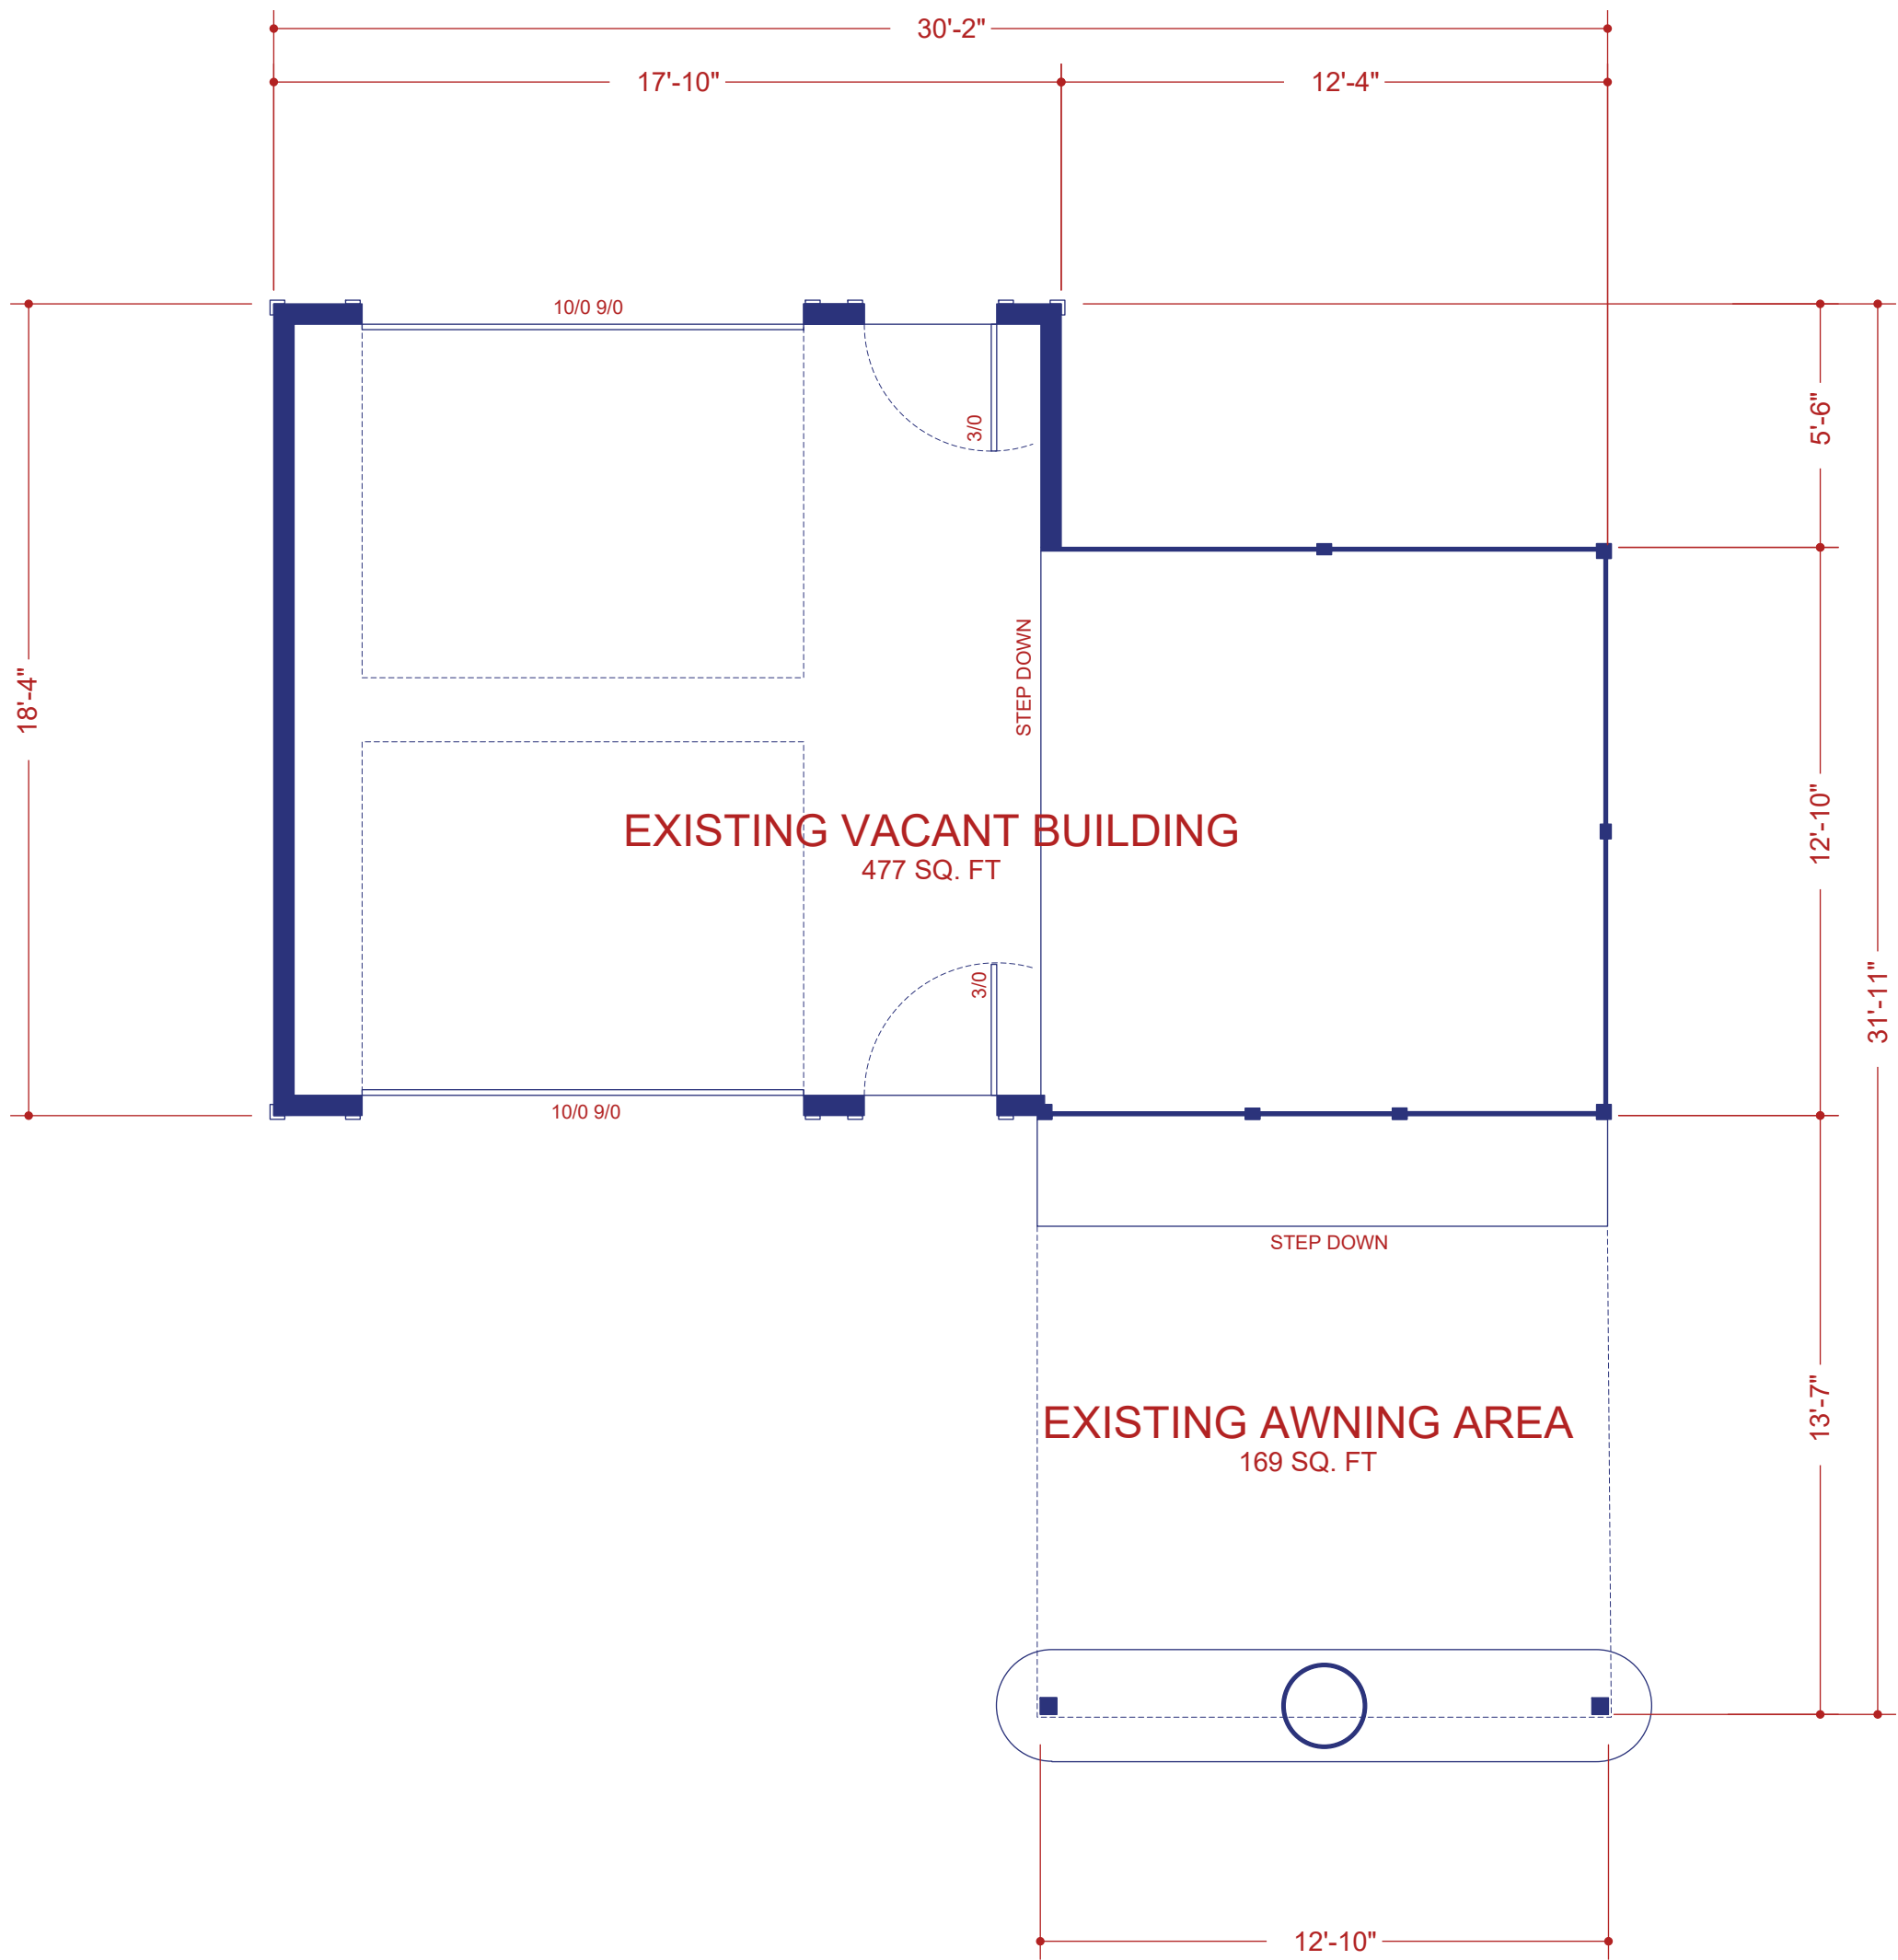 30'-2"
17'-10"
12'-4"
10/0 9/0
3/0
5'-6"
STEP DOWN
18'-4"
EXISTING VACANT BUILDING
477 SQ. FT
12'-10"
3/0
31'-11"
10/0 9/0
STEP DOWN
EXISTING AWNING AREA
169 SQ. FT
13'-7"
12'-10"